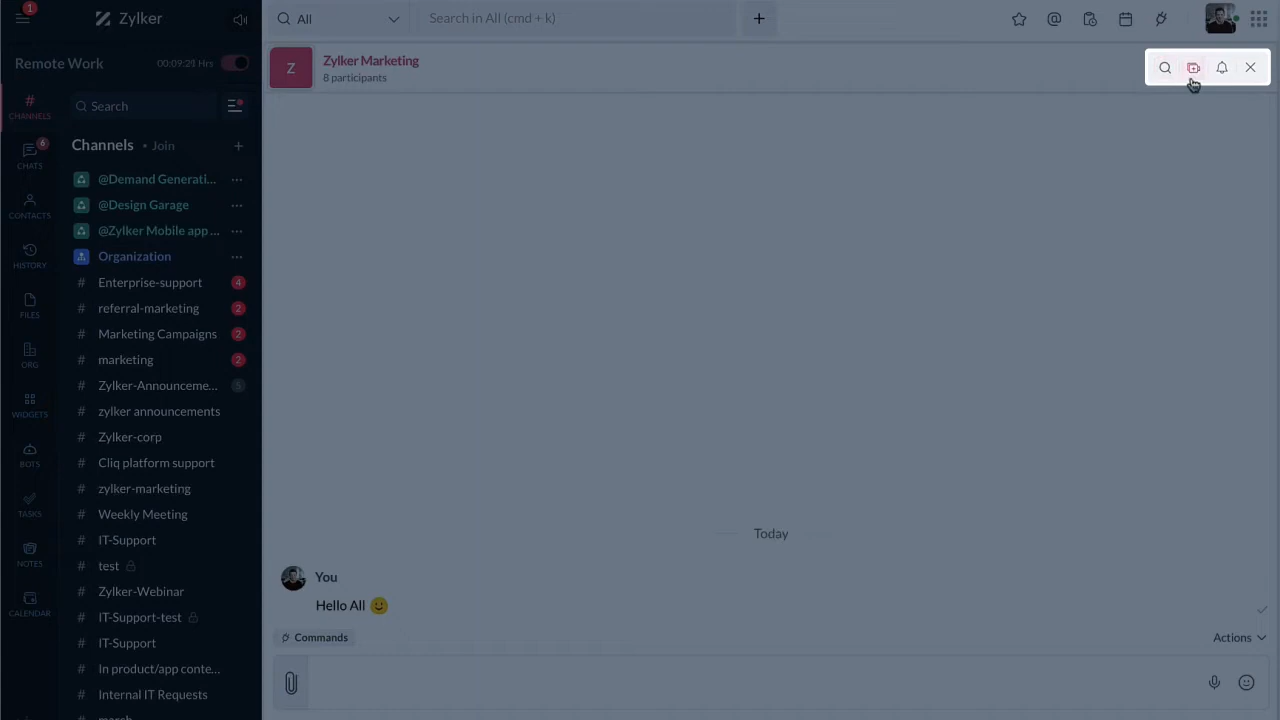 1
Zylker
All
Search in All (cmd + k)
Remote Work
00:09:21 Hrs
Z
Zylker Marketing
8 participants
CHANNELS
Search
Channels
• Join
6
CHATS
@Demand Generati...
CONTACTS
@Design Garage
@Zylker Mobile app ...
HISTORY
Organization
Enterprise-support
4
FILES
referral-marketing
2
Marketing Campaigns
2
ORG
marketing
2
Zylker-Announceme...
5
WIDGETS
zylker announcements
Zylker-corp
BOTS
Cliq platform support
zylker-marketing
TASKS
Weekly Meeting
IT-Support
NOTES
test
Zylker-Webinar
CALENDAR
IT-Support-test
IT-Support
In product/app conte...
Internal IT Requests
Today
You
Hello All
Commands
Actions